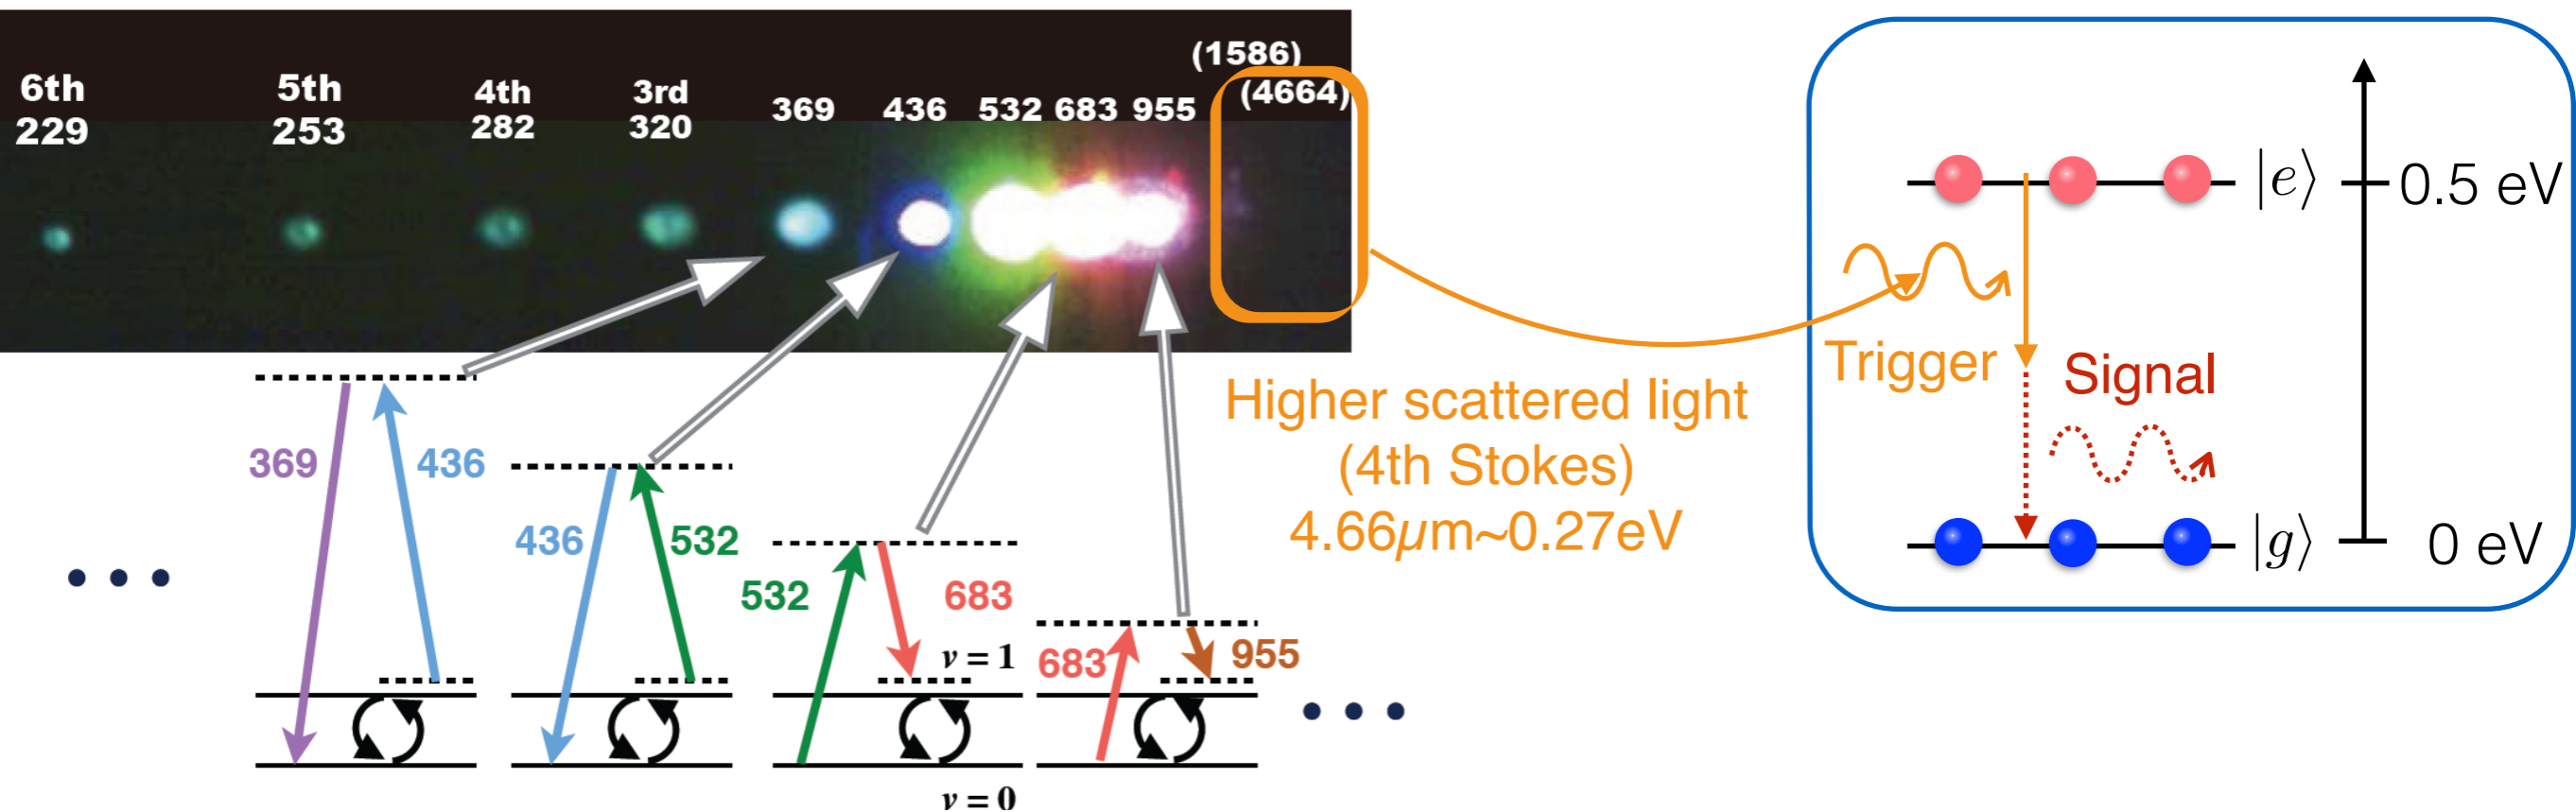 6th
229
5th
253
4th
282
3rd
320
369
436
532
683
955
(1586)
(4664)
369
436
436
532
532
683
ν = 1
ν = 0
683
955
Higher scattered light
(4th Stokes)
4.66μm~0.27eV
Trigger
Signal
|e⟩
0.5 eV
|g⟩
0 eV